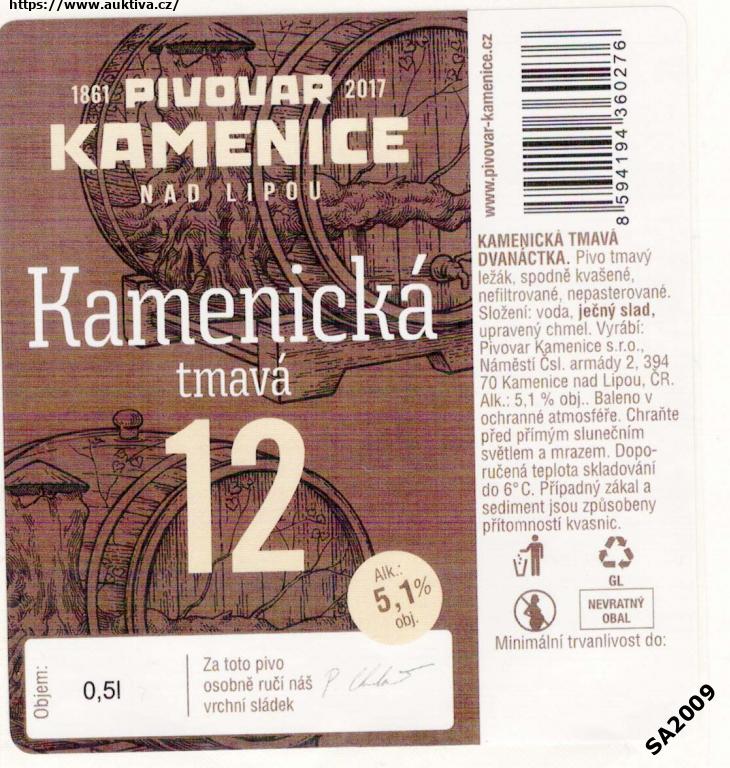 https://www.auktiva.cz/
1861 PIVOVAR 2017
KAMENICE
NAD LIPOU
Kamenická
tmavá
12
Alk.:
5,1%
obj.
Objem:
0,5l
Za toto pivo
osobně ručí náš
vrchní sládek
www.pivovar-kamenice.cz
8 594194 360276
KAMENICKÁ TMAVÁ
DVANÁCTKA. Pivo tmavý
ležák, spodně kvašené,
nefiltrované, nepasterované.
Složení: voda, ječný slad,
upravený chmel. Vyrábí:
Pivovar Kamenice s.r.o.,
Náměstí Čsl. armády 2, 394
70 Kamenice nad Lipou, ČR.
Alk.: 5,1 % obj.. Baleno v
ochranné atmosféře. Chraňte
před přímým slunečním
světlem a mrazem. Dopo-
ručená teplota skladování
do 6°C. Případný zákal a
sediment jsou způsobeny
přítomností kvasnic.
GL
NEVRATNÝ
OBAL
Minimální trvanlivost do:
SA2009